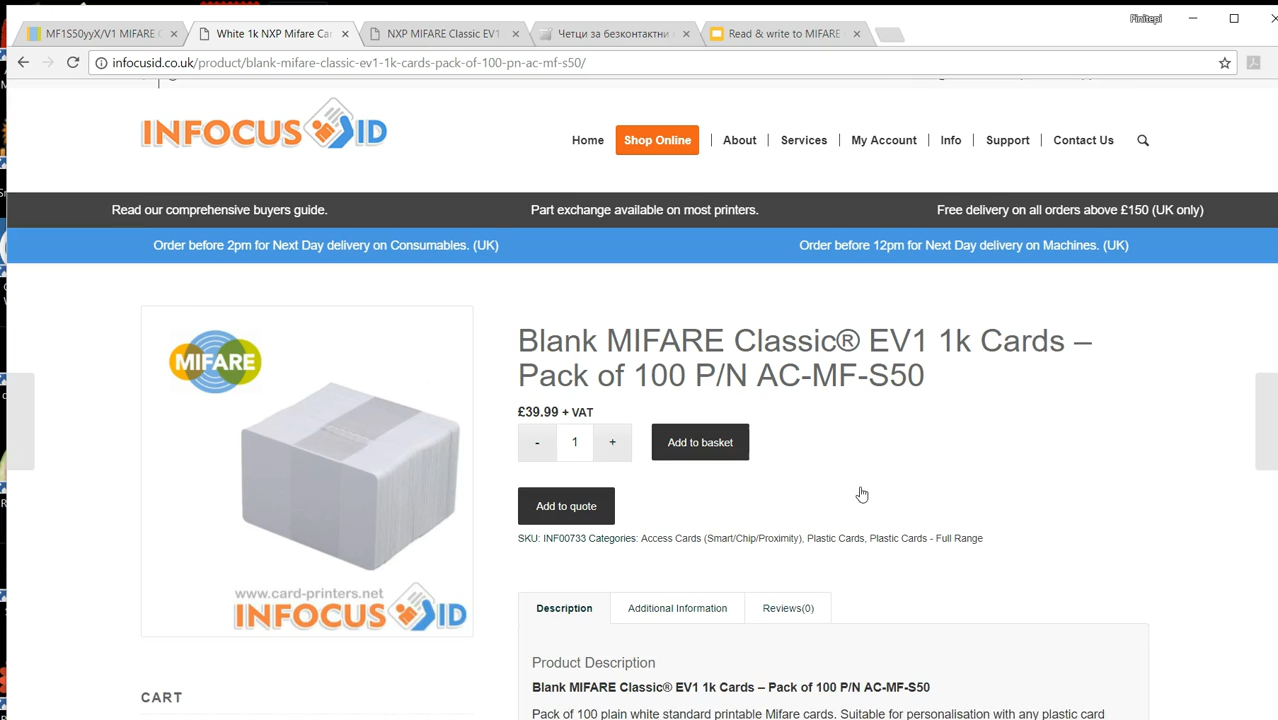 Finitepi
MF1S50yyX/V1 MIFARE C
White 1k NXP Mifare Car
NXP MIFARE Classic EV1
Четци за безконтактни
Read & write to MIFARE
infocusid.co.uk/product/blank-mifare-classic-ev1-1k-cards-pack-of-100-pn-ac-mf-s50/
INFOCUS ID
Home
Shop Online
About
Services
My Account
Info
Support
Contact Us
Read our comprehensive buyers guide.
Part exchange available on most printers.
Free delivery on all orders above £150 (UK only)
Order before 2pm for Next Day delivery on Consumables. (UK)
Order before 12pm for Next Day delivery on Machines. (UK)
MIFARE
www.card-printers.net
INFOCUS ID
Blank MIFARE Classic® EV1 1k Cards –
Pack of 100 P/N AC-MF-S50
£39.99 + VAT
- 1 +
Add to basket
Add to quote
SKU: INF00733 Categories: Access Cards (Smart/Chip/Proximity), Plastic Cards, Plastic Cards - Full Range
Description
Additional Information
Reviews(0)
Product Description
Blank MIFARE Classic® EV1 1k Cards – Pack of 100 P/N AC-MF-S50
Pack of 100 plain white standard printable Mifare cards. Suitable for personalisation with any plastic card
CART